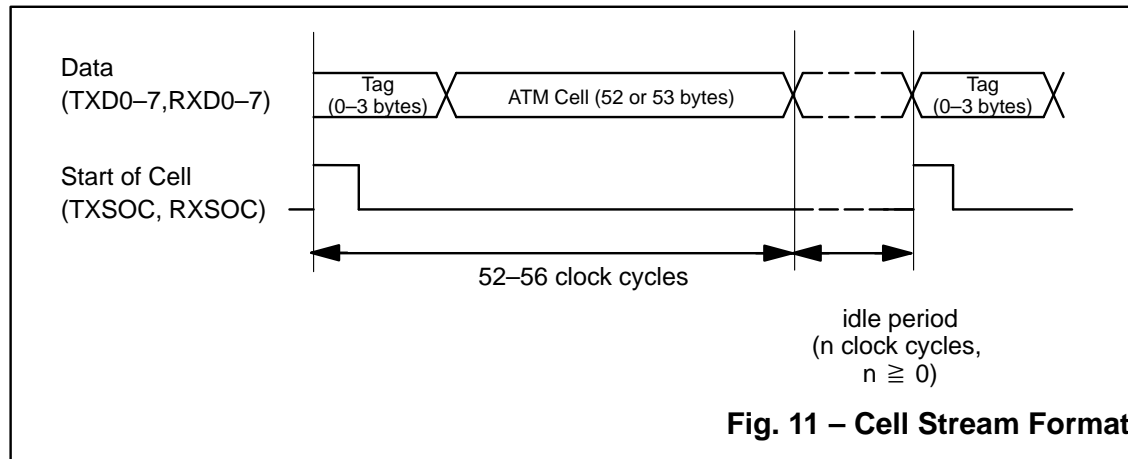 Data
(TXD0–7,RXD0–7)
Tag
(0–3 bytes)
ATM Cell (52 or 53 bytes)
Tag
(0–3 bytes)
Start of Cell
(TXSOC, RXSOC)
52–56 clock cycles
idle period
(n clock cycles,
n ≧ 0)
Fig. 11 – Cell Stream Format